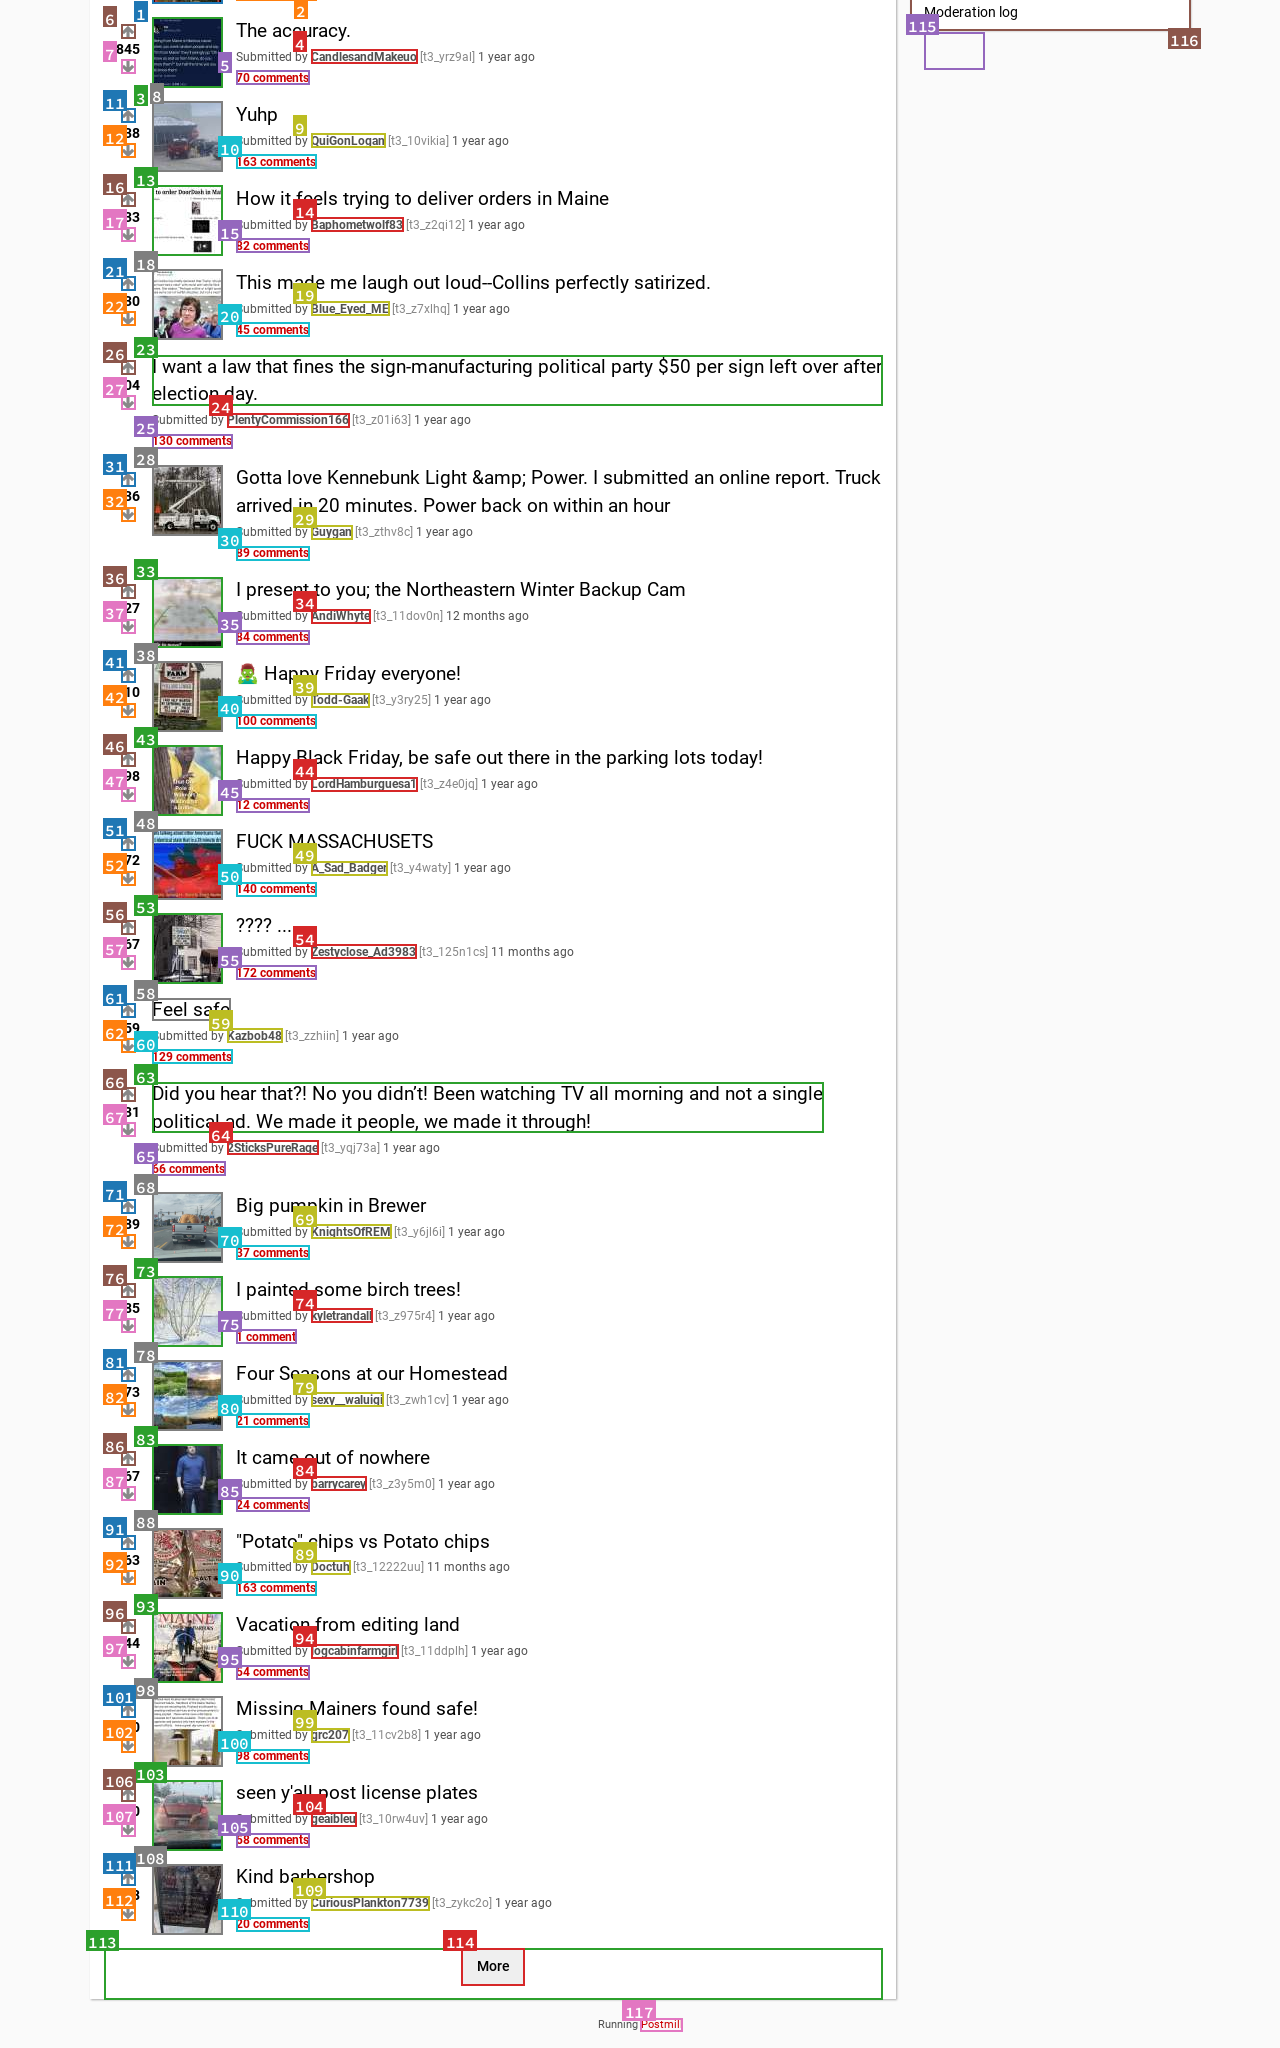 Moderation log
115
116
6
1
2
The accuracy.
845
4
7
5
Submitted by CandlesandMakeuo [t3_yrz9al] 1 year ago
70 comments
11
3
8
Yuhp
12
38
9
10
Submitted by QuiGonLogan [t3_10vikia] 1 year ago
163 comments
16
13
How it feels trying to deliver orders in Maine
17
33
14
15
Submitted by Baphometwolf83 [t3_z2qi12] 1 year ago
82 comments
21
18
This made me laugh out loud--Collins perfectly satirized.
22
30
19
20
Submitted by Blue_Eyed_ME [t3_z7xlhq] 1 year ago
45 comments
26
23
I want a law that fines the sign-manufacturing political party $50 per sign left over after
election day.
27
04
24
25
Submitted by PlentyCommission166 [t3_z01i63] 1 year ago
130 comments
31
28
Gotta love Kennebunk Light &amp; Power. I submitted an online report. Truck
arrived in 20 minutes. Power back on within an hour
32
36
29
30
Submitted by Guygan [t3_zthv8c] 1 year ago
89 comments
36
33
I present to you; the Northeastern Winter Backup Cam
37
27
34
35
Submitted by AndiWhyte [t3_11dov0n] 12 months ago
84 comments
41
38
Happy Friday everyone!
42
10
39
40
Submitted by Todd-Gaak [t3_y3ry25] 1 year ago
100 comments
46
43
Happy Black Friday, be safe out there in the parking lots today!
47
98
44
45
Submitted by LordHamburguesa1 [t3_z4e0jq] 1 year ago
12 comments
51
48
FUCK MASSACHUSETS
52
72
49
50
Submitted by A_Sad_Badger [t3_y4waty] 1 year ago
140 comments
56
53
???? ...
57
67
54
55
Submitted by Zestyclose_Ad3983 [t3_125n1cs] 11 months ago
172 comments
61
58
Feel safe
62
59
59
60
Submitted by Kazbob48 [t3_zzhiin] 1 year ago
129 comments
66
63
Did you hear that?! No you didn’t! Been watching TV all morning and not a single
political ad. We made it people, we made it through!
67
31
64
65
Submitted by 2SticksPureRage [t3_yqj73a] 1 year ago
66 comments
71
68
Big pumpkin in Brewer
72
39
69
70
Submitted by KnightsOfREM [t3_y6jl6i] 1 year ago
37 comments
76
73
I painted some birch trees!
77
35
74
75
Submitted by kyletrandall [t3_z975r4] 1 year ago
1 comment
81
78
Four Seasons at our Homestead
82
73
79
80
Submitted by sexy__waluigi [t3_zwh1cv] 1 year ago
21 comments
86
83
It came out of nowhere
87
67
84
85
Submitted by barrycarey [t3_z3y5m0] 1 year ago
24 comments
91
88
"Potato" chips vs Potato chips
92
63
89
90
Submitted by Doctuh [t3_12222uu] 11 months ago
163 comments
96
93
Vacation from editing land
97
44
94
95
Submitted by logcabinfarmgirl [t3_11ddplh] 1 year ago
54 comments
101
98
Missing Mainers found safe!
102
99
100
Submitted by grc207 [t3_11cv2b8] 1 year ago
98 comments
106
103
seen y'all post license plates
107
104
105
Submitted by geaibleu [t3_10rw4uv] 1 year ago
58 comments
111
108
Kind barbershop
112
109
110
Submitted by CuriousPlankton7739 [t3_zykc2o] 1 year ago
20 comments
113
114
More
117
Running Postmill